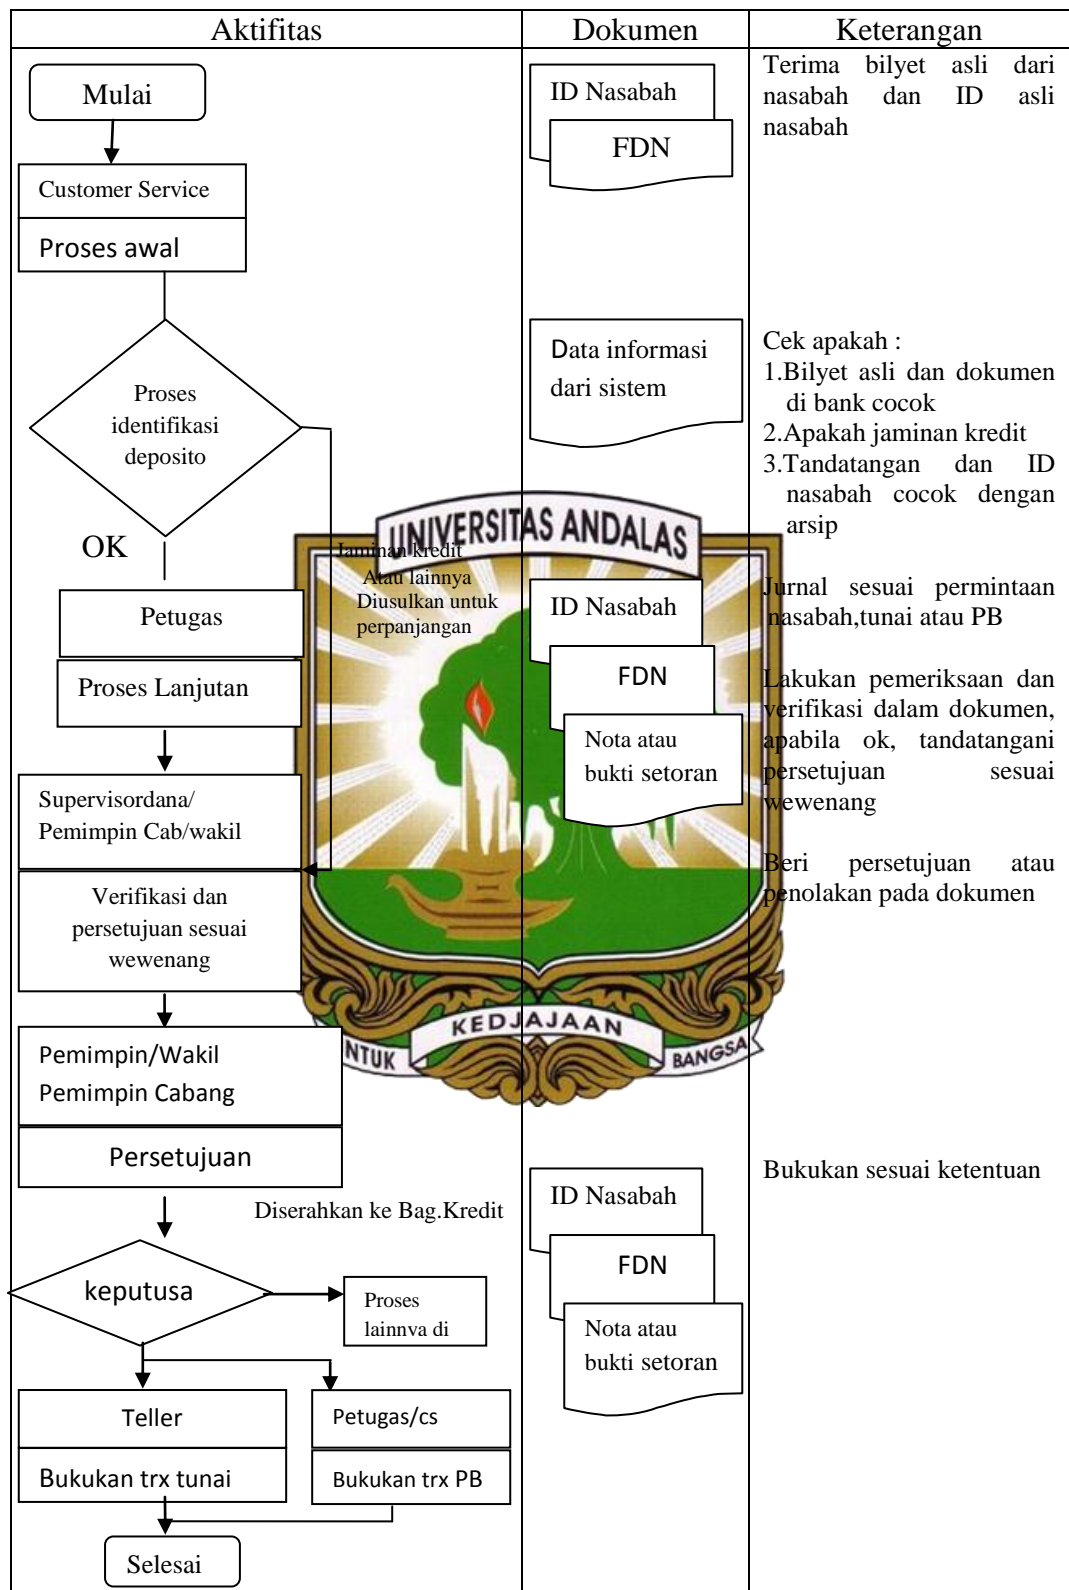 Aktifitas
Dokumen
Keterangan
Mulai
Customer Service
Proses awal
Proses
identifikasi
deposito
OK
Jaminan kredit
Atau lainnya
Diusulkan untuk
perpanjangan
Petugas
Proses Lanjutan
Supervisordana/
Pemimpin Cab/wakil
Verifikasi dan
persetujuan sesuai
wewenang
Pemimpin/Wakil
Pemimpin Cabang
Persetujuan
Diserahkan ke Bag.Kredit
keputusa
Proses
lainnva di
Teller
Bukukan trx tunai
Petugas/cs
Bukukan trx PB
Selesai
ID Nasabah
FDN
Data informasi
dari sistem
ID Nasabah
FDN
Nota atau
bukti setoran
ID Nasabah
FDN
Nota atau
bukti setoran
Terima bilyet asli dari
nasabah dan ID asli
nasabah
Cek apakah :
1.Bilyet asli dan dokumen
di bank cocok
2.Apakah jaminan kredit
3.Tandatangan dan ID
nasabah cocok dengan
arsip
Jurnal sesuai permintaan
nasabah,tunai atau PB
Lakukan pemeriksaan dan
verifikasi dalam dokumen,
apabila ok, tandatangani
persetujuan sesuai
wewenang
Beri persetujuan atau
penolakan pada dokumen
Bukukan sesuai ketentuan
UNIVERSITAS ANDALAS
NTUK KEDJAJAAN BANGSA